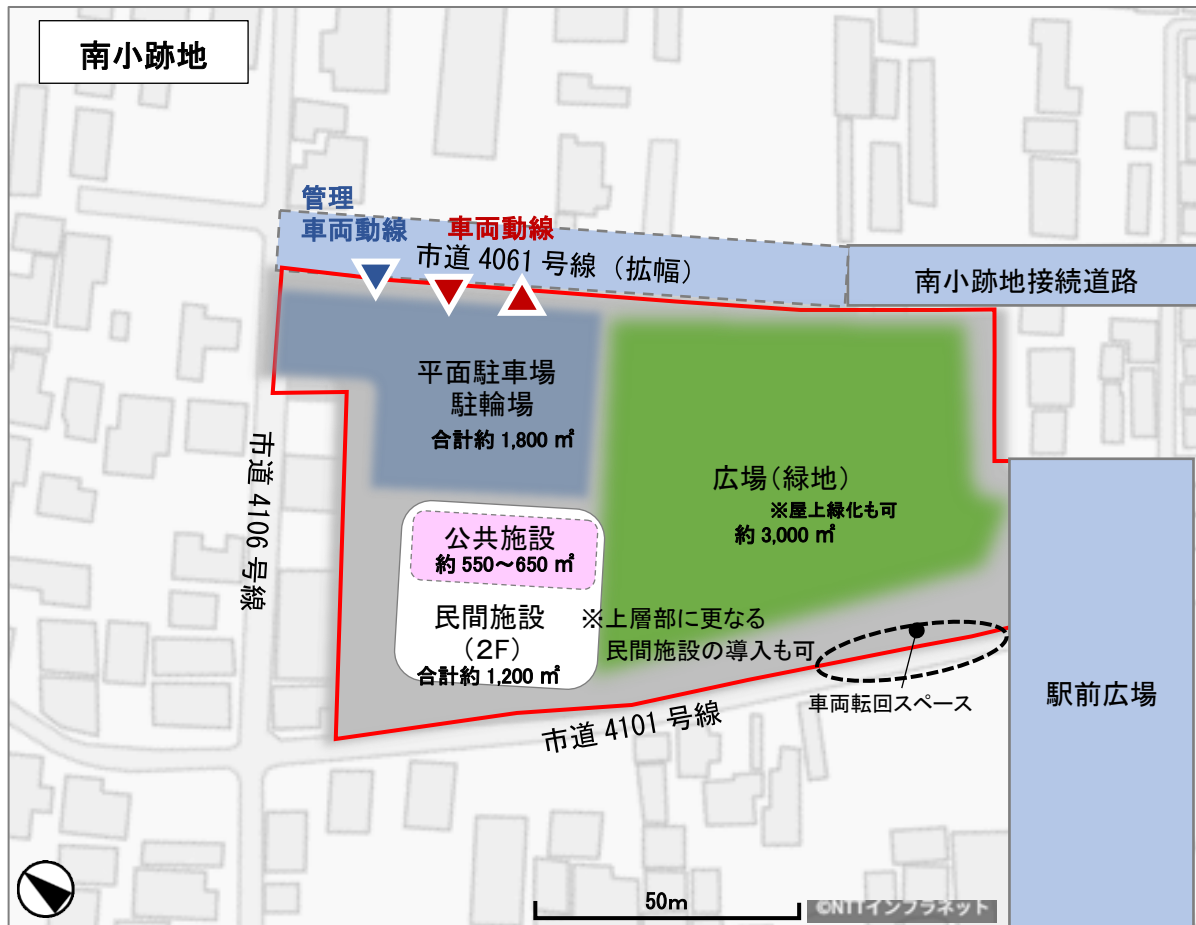 南小跡地
管理
車両動線
車両動線
市道 4061 号線（拡幅）
南小跡地接続道路
平面駐車場
駐輪場
合計約 1,800 ㎡
市道 4106 号線
広場（緑地）
※屋上緑化も可
約 3,000 ㎡
公共施設
約 550～650 ㎡
民間施設
（2F）
合計約 1,200 ㎡
※上層部に更なる
民間施設の導入も可
車両転回スペース
駅前広場
市道 4101 号線
50m
©NTTインフラネット